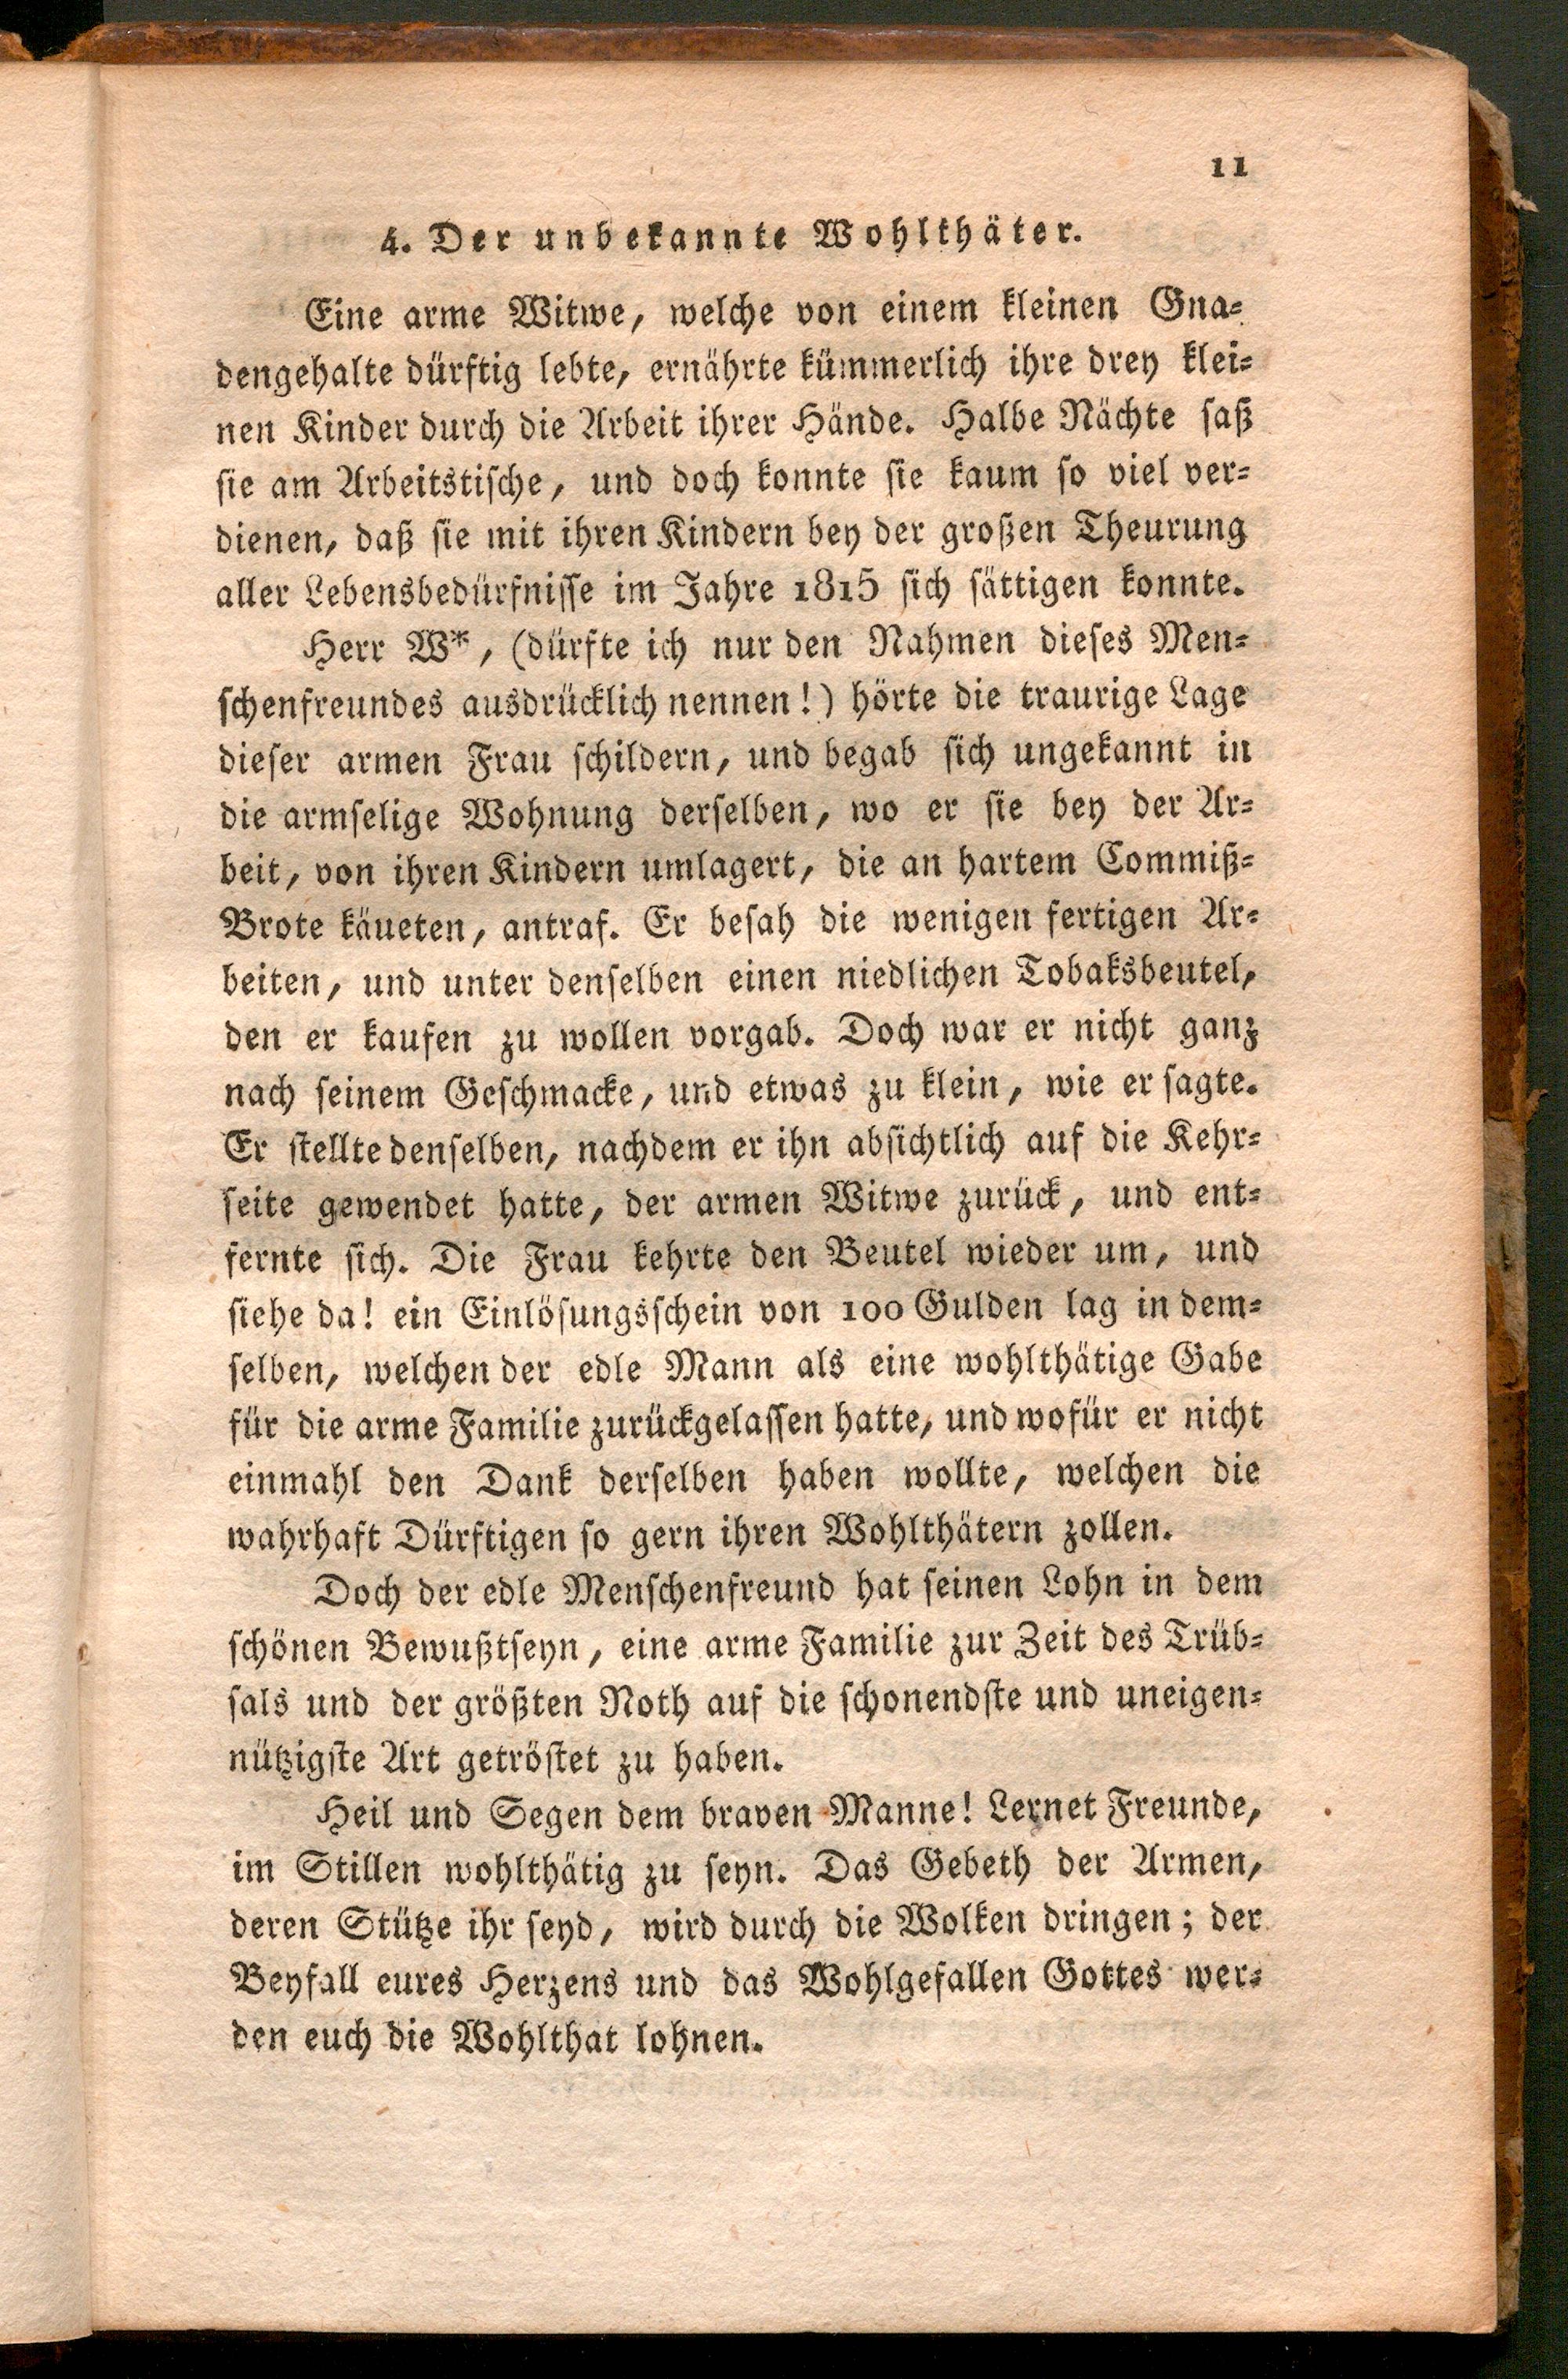 11
4. Der unbekannte Wohlthäter.
Eine arme Witwe, welche von einem kleinen Gna-
dengehalte dürftig lebte, ernährte kümmerlich ihre drey klei-
nen Kinder durch die Arbeit ihrer Hände. Halbe Nächte saß
sie am Arbeitstische, und doch konnte sie kaum so viel ver-
dienen, daß sie mit ihren Kindern bey der großen Theurung
aller Lebensbedürfnisse im Jahre 1815 sich sättigen konnte.
Herr W*, (dürfte ich nur den Nahmen dieses Men-
schenfreundes ausdrücklich nennen!) hörte die traurige Lage
dieser armen Frau schildern, und begab sich ungekannt in
die armselige Wohnung derselben, wo er sie bey der Ar-
beit, von ihren Kindern umlagert, die an hartem Commiß-
Brote käueten, antraf. Er besah die wenigen fertigen Ar-
beiten, und unter denselben einen niedlichen Tobaksbeutel,
den er kaufen zu wollen vorgab. Doch war er nicht ganz
nach seinem Geschmacke, und etwas zu klein, wie er sagte.
Er stellte denselben, nachdem er ihn absichtlich auf die Kehr-
seite gewendet hatte, der armen Witwe zurück, und ent-
fernte sich. Die Frau kehrte den Beutel wieder um, und
siehe da! ein Einlösungsschein von 100 Gulden lag in dem-
selben, welchen der edle Mann als eine wohlthätige Gabe
für die arme Familie zurückgelassen hatte, und wofür er nicht
einmahl den Dank derselben haben wollte, welchen die
wahrhaft Dürftigen so gern ihren Wohlthätern zollen.
Doch der edle Menschenfreund hat seinen Lohn in dem
schönen Bewußtseyn, eine arme Familie zur Zeit des Trüb-
sals und der größten Noth auf die schonendste und uneigen-
nützigste Art getröstet zu haben.
Heil und Segen dem braven Manne! Lernet Freunde,
im Stillen wohlthätig zu seyn. Das Gebeth der Armen,
deren Stütze ihr seyd, wird durch die Wolken dringen; der
Beyfall eures Herzens und das Wohlgefallen Gottes wer-
den euch die Wohlthat lohnen.